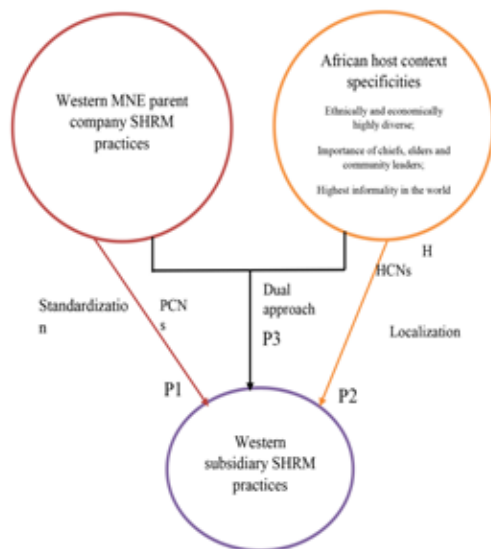 Western MNE parent
company SHRM
practices
African host context
specificities
Ethnically and economically
highly diverse;
Importance of chiefs, elders and
community leaders;
Highest informality in the world
H
HCNs
Standardizatio
n
PCN
s
Dual
approach
P3
Localization
P1
P2
Western
subsidiary SHRM
practices